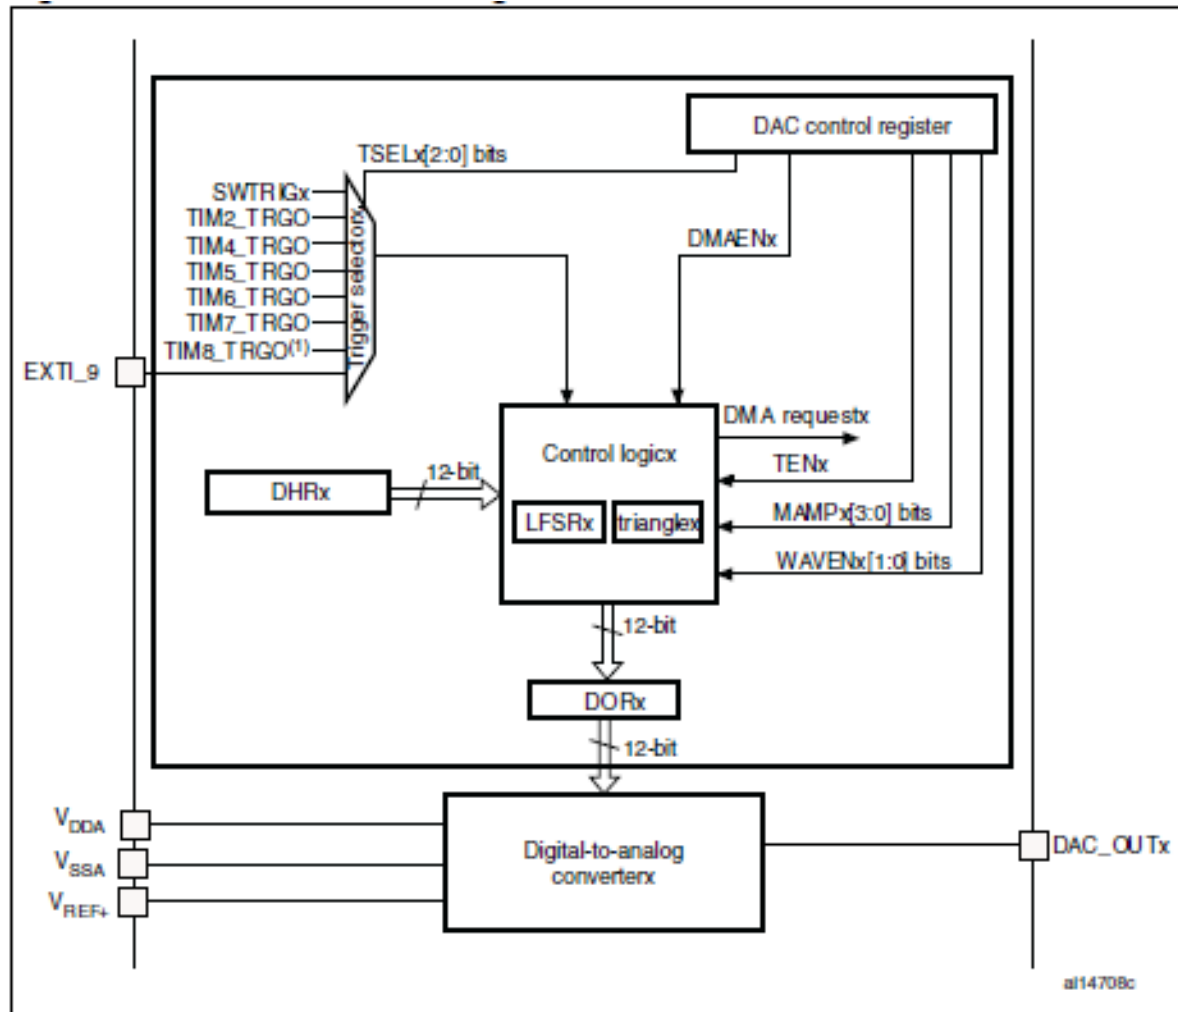 DAC control register
TSELx[2:0] bits
SWTRIGx
TIM2_TRGO
TIM4_TRGO
TIM5_TRGO
TIM6_TRGO
TIM7_TRGO
TIM8_TRGO(1)
EXTI_9
Trigger selectorx
DMAENx
DMA requestx
Control logicx
TENx
DHRx
12-bit
LFSRx
trianglex
MAMPx[3:0] bits
WAVENx[1:0] bits
12-bit
DORx
12-bit
VDDA
VSSA
VREF+
Digital-to-analog
converterx
DAC_OUTx
ai14708c